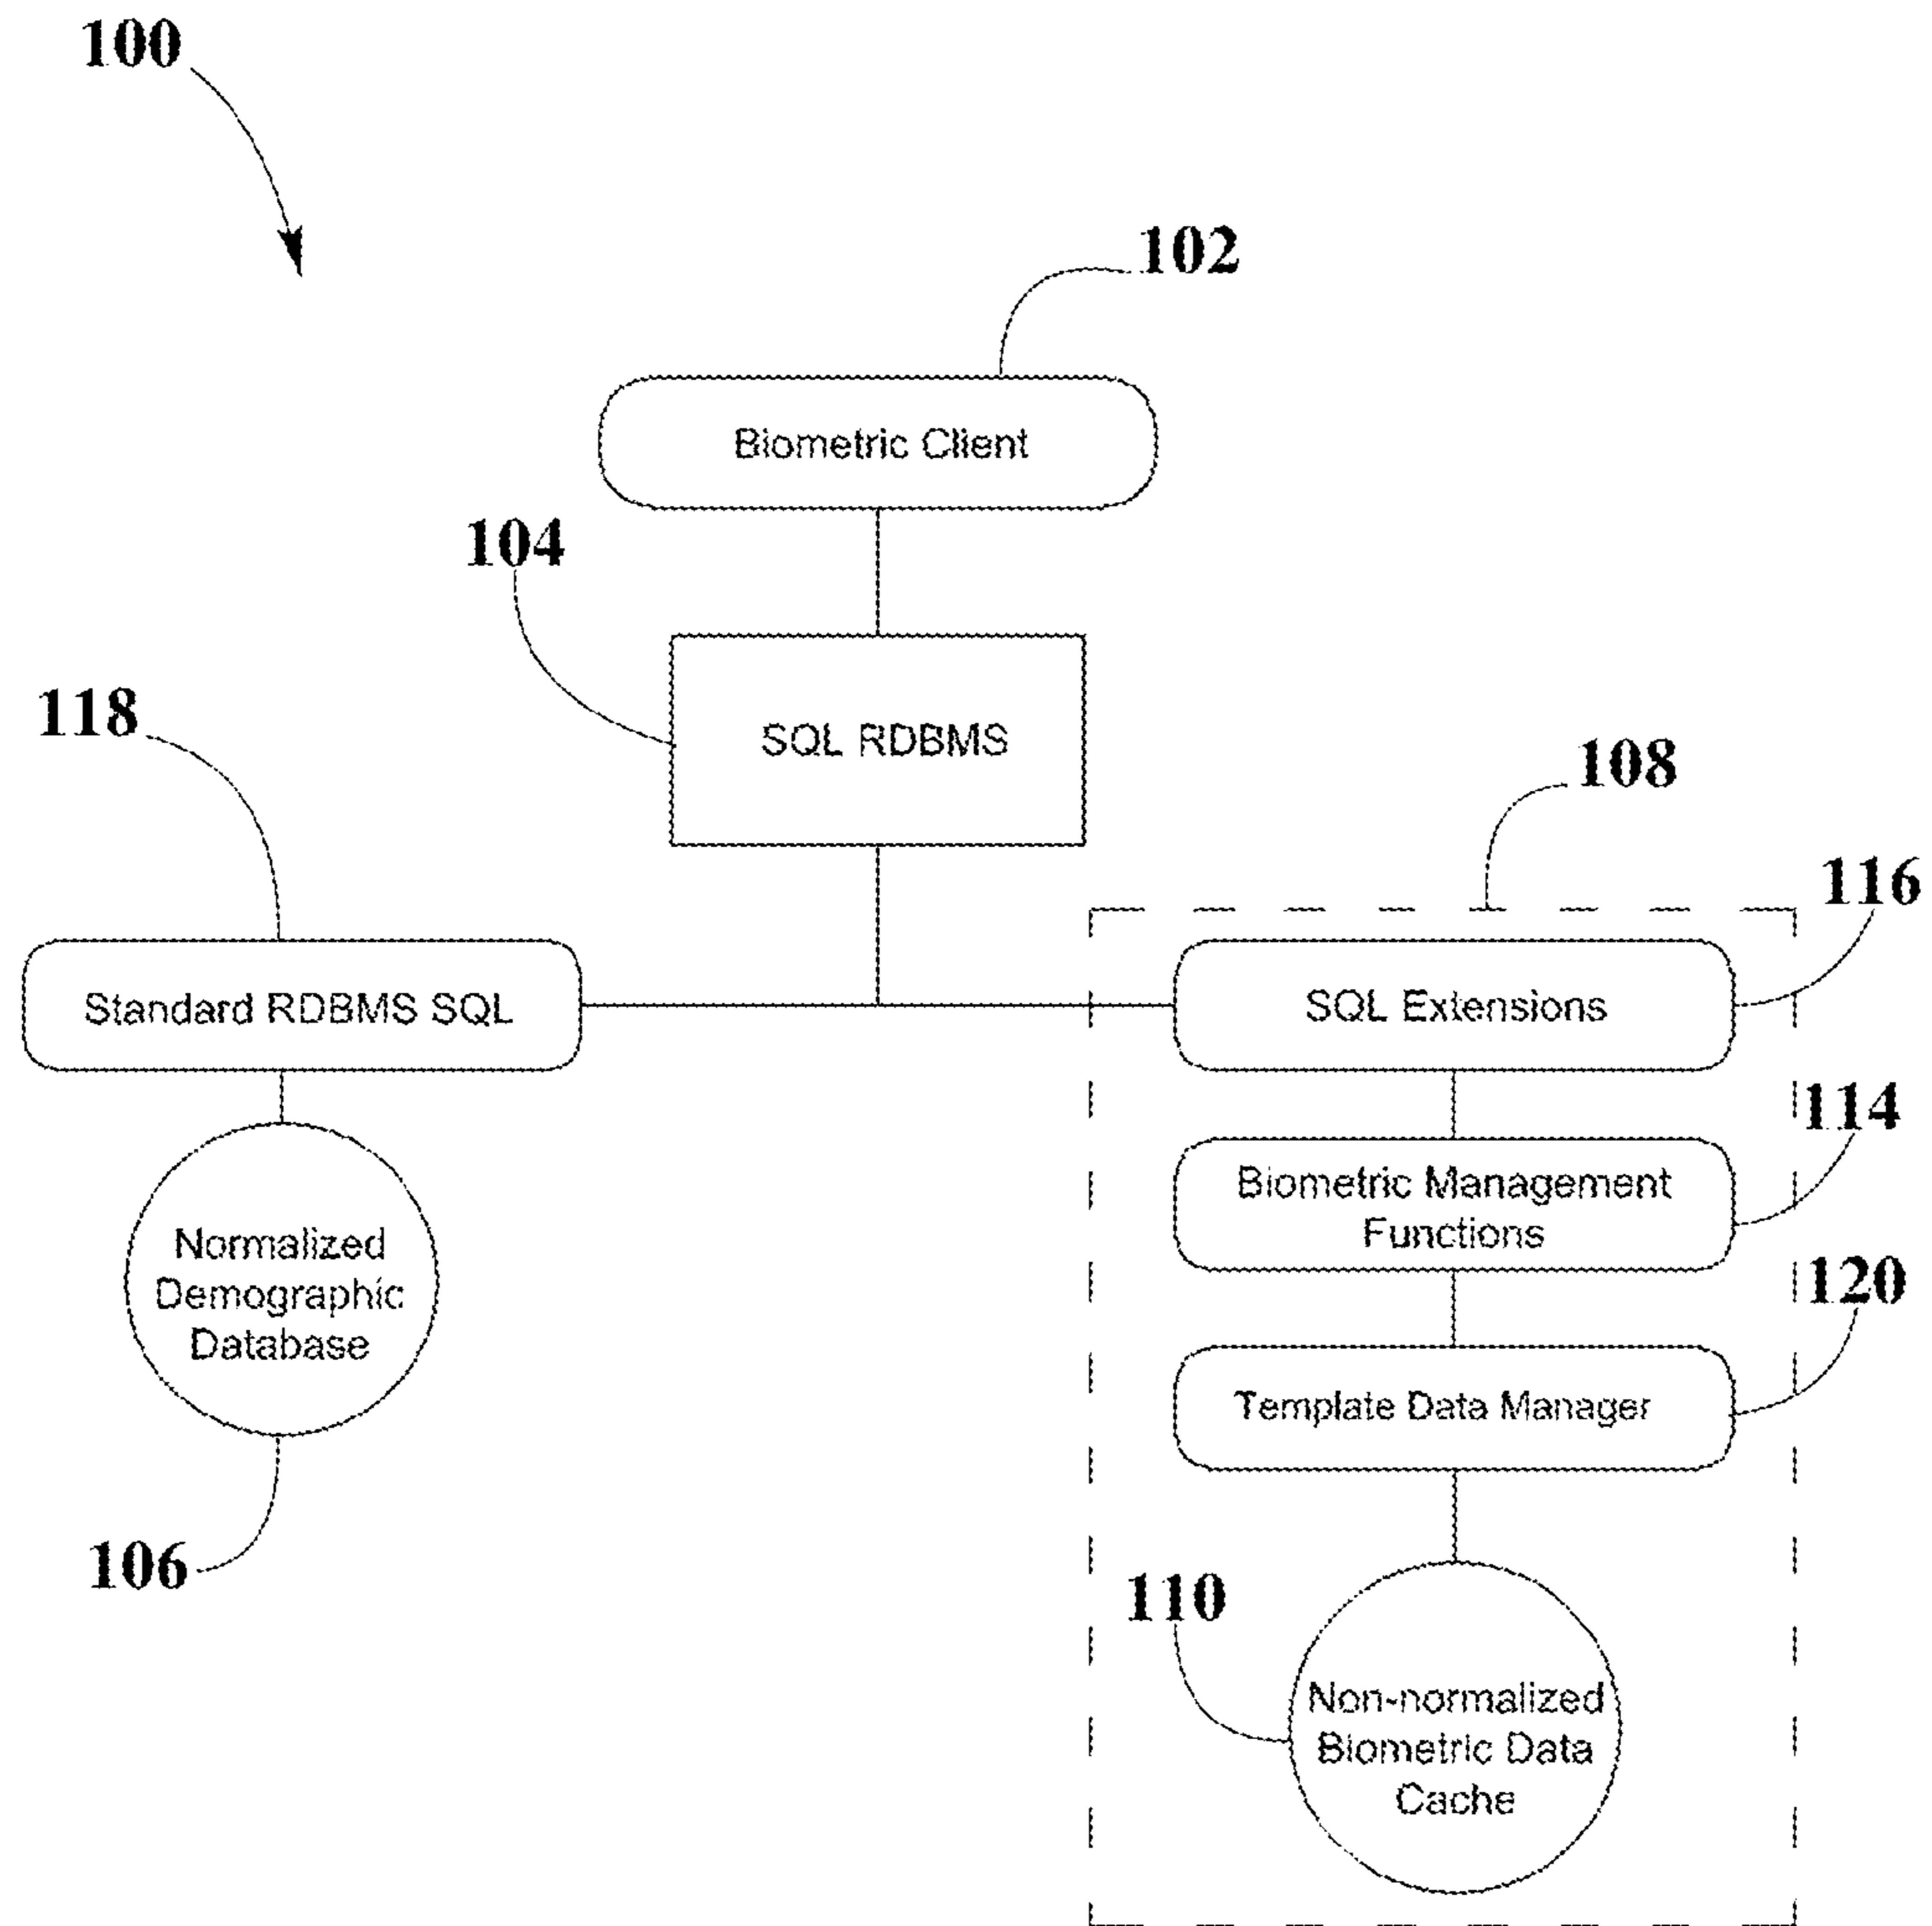 100
102
Biometric Client
104
SQL RDBMS
118
108
116
Standard RDBMS SQL
SQL Extensions
114
Biometric Management
Functions
Normalized
Demographic
Database
120
Template Data Manager
106
110
Non-normalized
Biometric Data
Cache